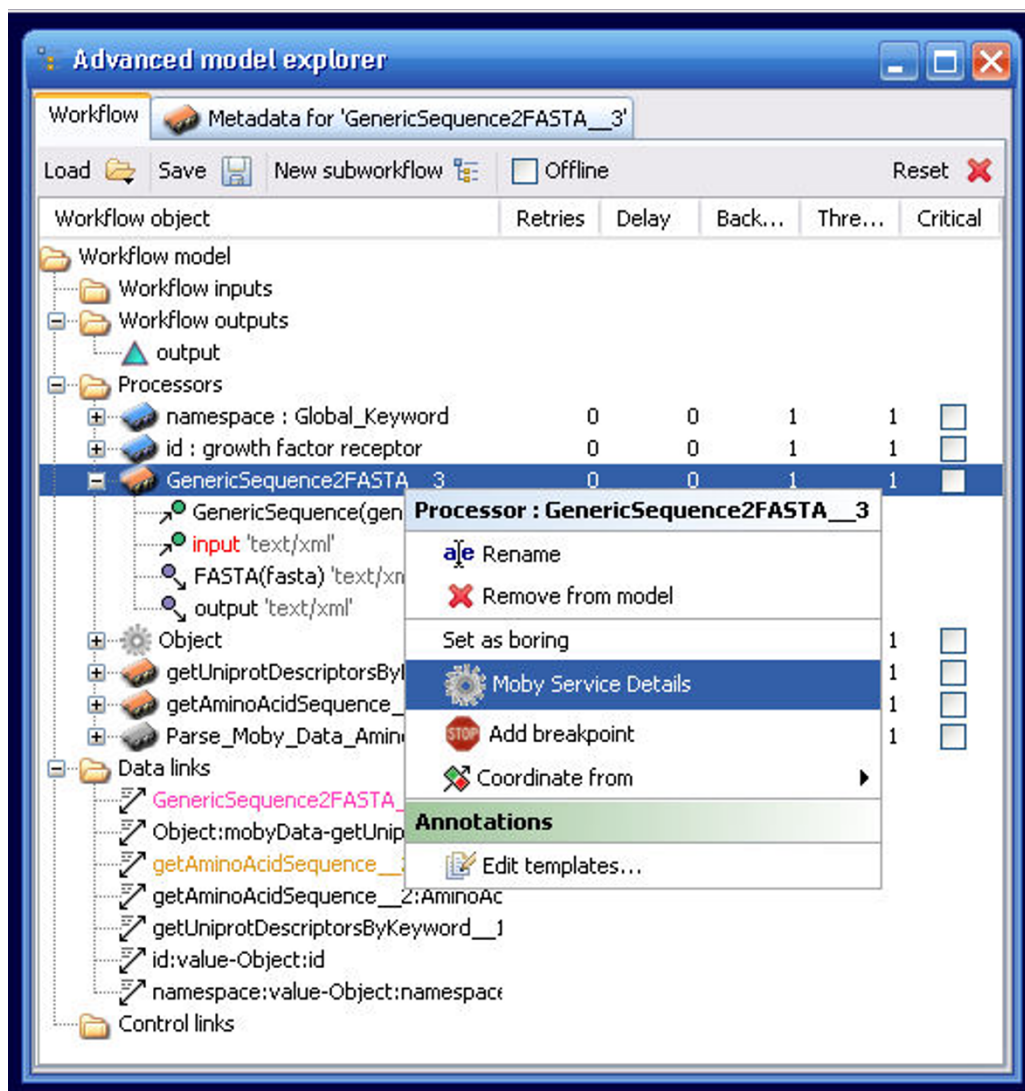 Advanced model explorer
Workflow
Metadata for 'GenericSequence2FASTA__3'
Load Save New subworkflow Offline Reset
Workflow object Retries Delay Back... Thre... Critical
Workflow model
Workflow inputs
Workflow outputs
output
Processors
namespace : Global_Keyword 0 0 1 1
id : growth factor receptor 0 0 1 1
GenericSequence2FASTA__3 0 0 1 1
GenericSequence(gen
input 'text/xml'
FASTA(fasta) 'text/xm
output 'text/xml'
Object 1
getUniprotDescriptorsByK 1
getAminoAcidSequence_ 1
Parse_Moby_Data_Amin 1
Processor : GenericSequence2FASTA__3
Rename
Remove from model
Set as boring
Moby Service Details
STOP Add breakpoint
Coordinate from
Annotations
Edit templates...
Data links
GenericSequence2FASTA_
Object:mobyData-getUnip
getAminoAcidSequence__2
getAminoAcidSequence__2:AminoAc
getUniprotDescriptorsByKeyword__1
id:value-Object:id
namespace:value-Object:namespace
Control links